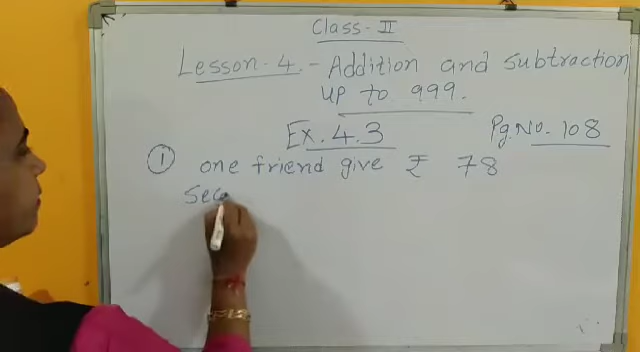 Class-II
Lesson-4.-Addition and Subtraction
up to 999.
Ex.4.3
Pg.No. 108
① one friend give ₹ 78
Sec